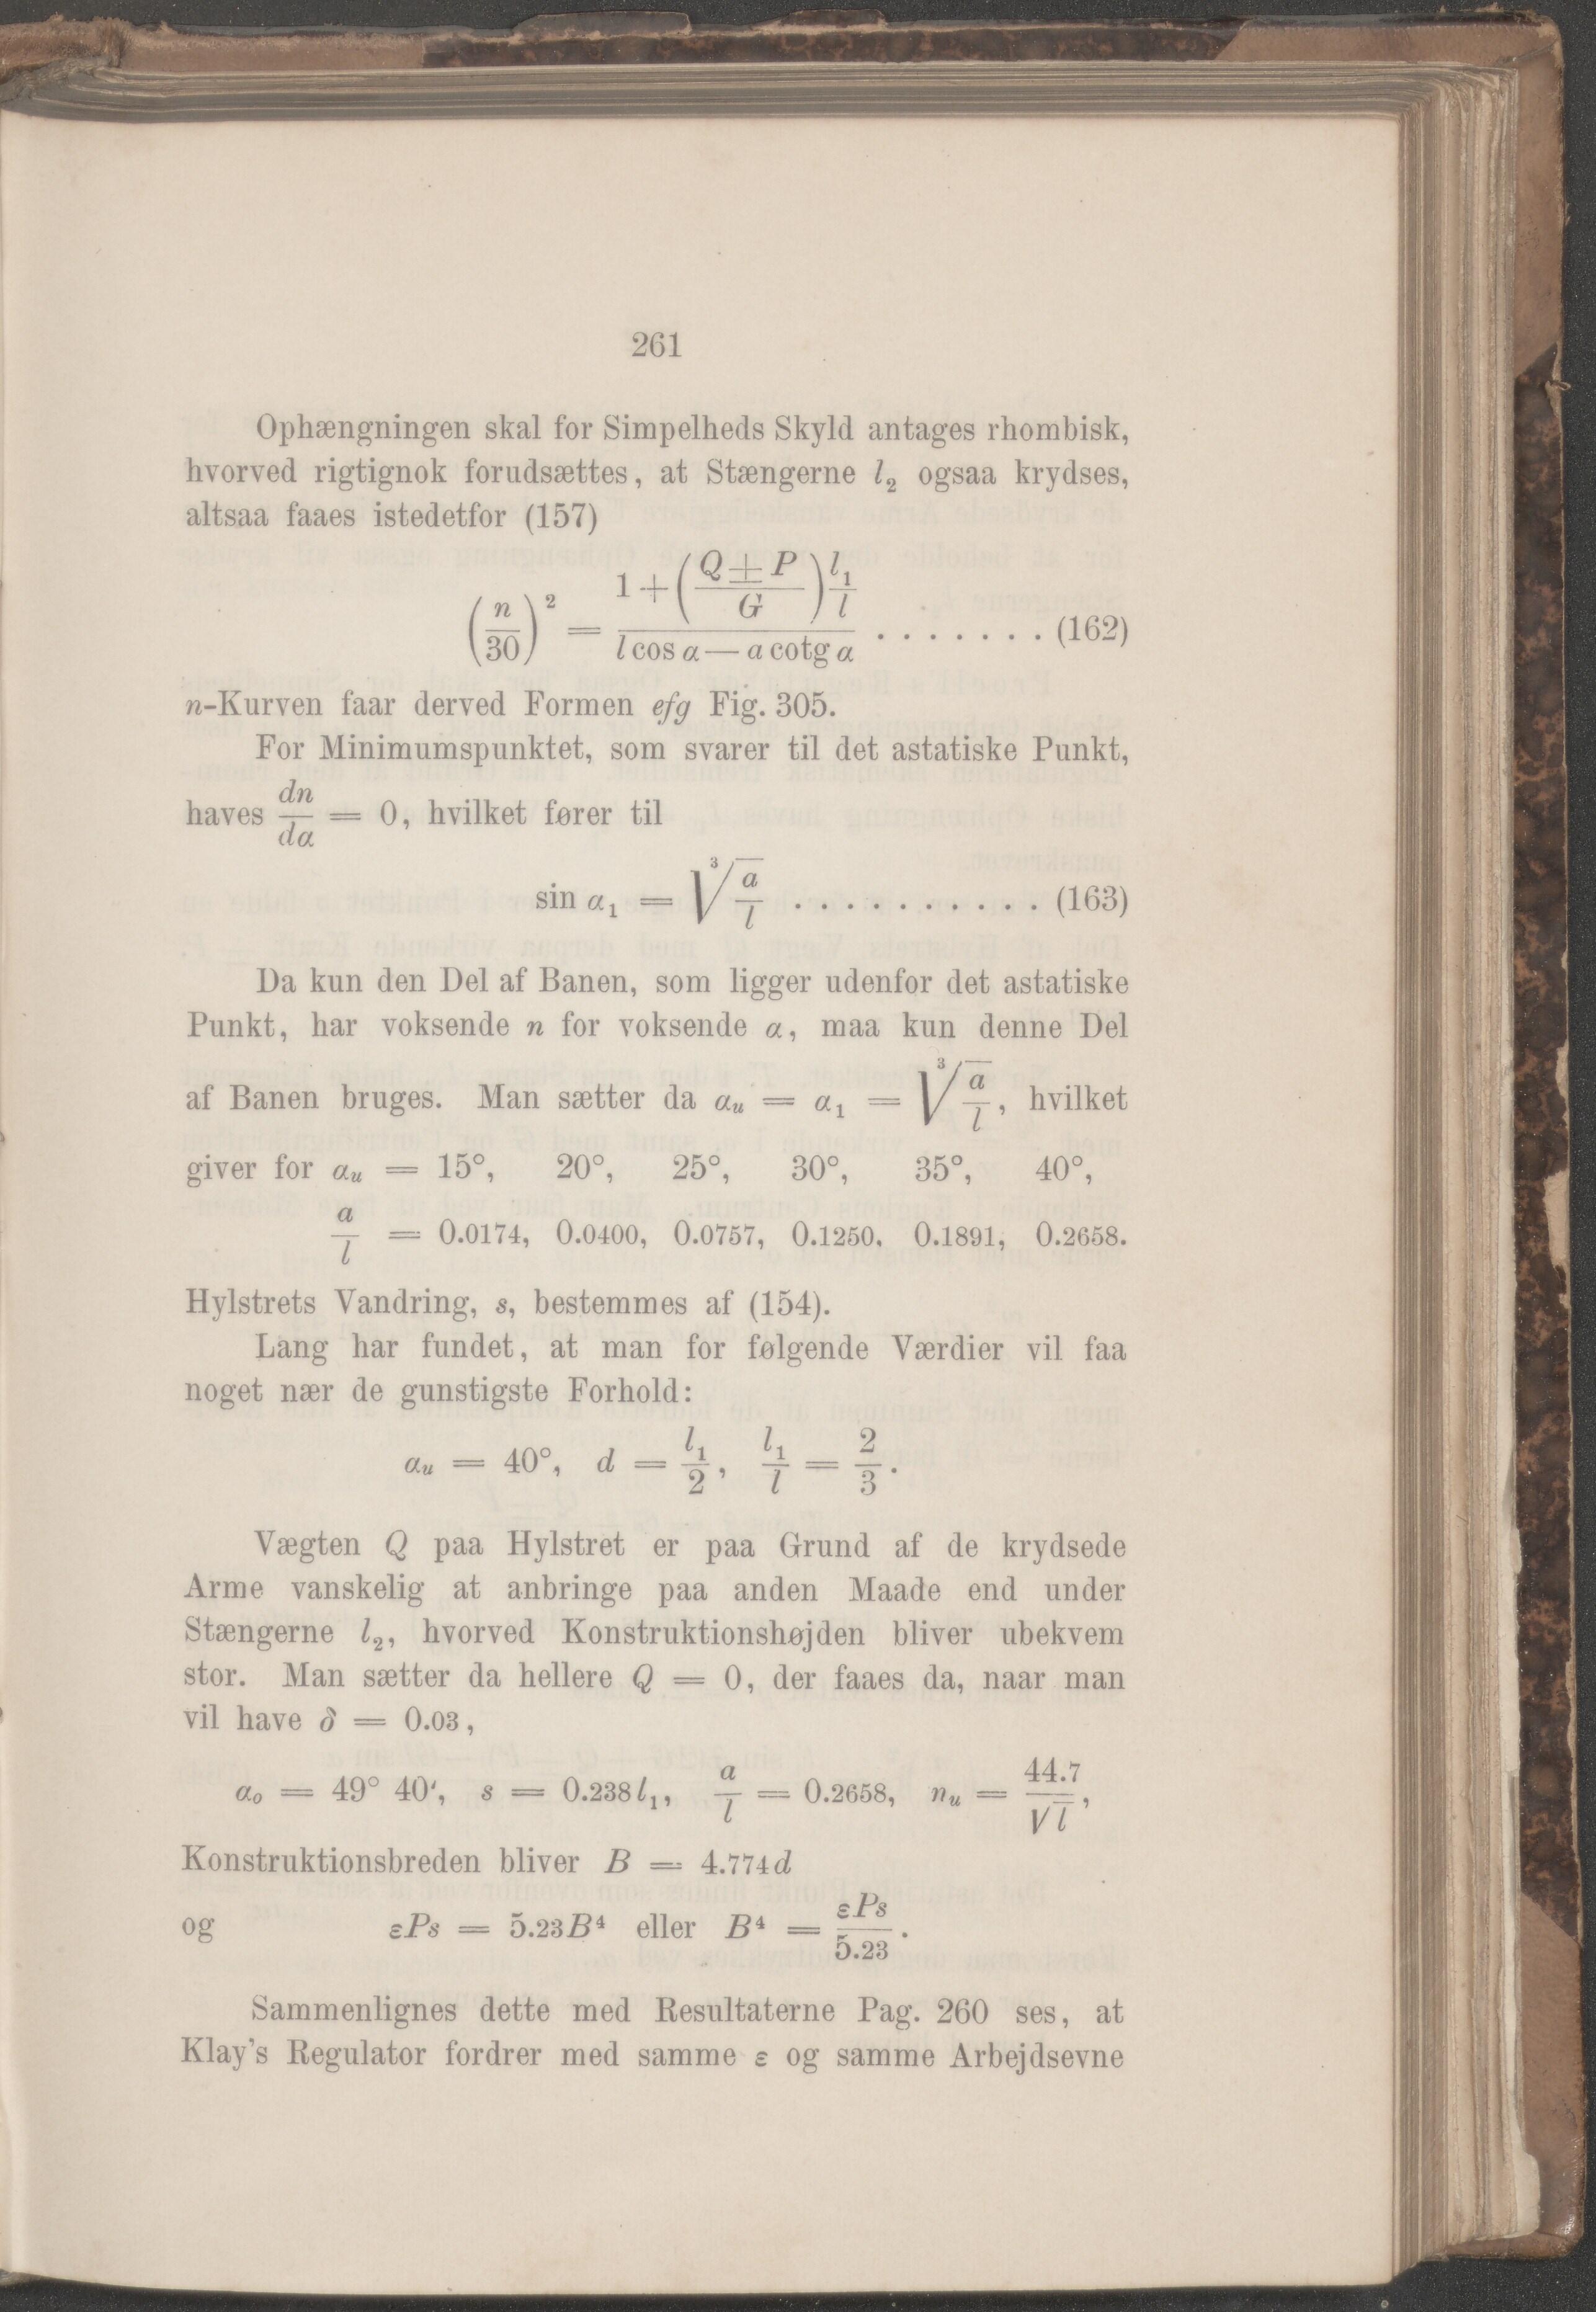 261
Ophængningen skal for Simpelheds Skyld antages rhombisk,
hvorved rigtignok forudsættes, at Stængerne l₂ ogsaa krydses,
altsaa faaes istedetfor (157)
(n/30)² = (1 + ((Q ± P)/G) l₁/l)/(l cos α — a cotg α) . . . . . . . (162)
n-Kurven faar derved Formen efg Fig. 305.
For Minimumspunktet, som svarer til det astatiske Punkt,
haves dn/dα = 0, hvilket fører til
sin α₁ = ∛(a/l) . . . . . . . . . . (163)
Da kun den Del af Banen, som ligger udenfor det astatiske
Punkt, har voksende n for voksende α, maa kun denne Del
af Banen bruges. Man sætter da αᵤ = α₁ = ∛(a/l), hvilket
giver for αᵤ = 15°, 20°, 25°, 30°, 35°, 40°,
a/l = 0.0174, 0.0400, 0.0757, 0.1250, 0.1891, 0.2658.
Hylstrets Vandring, s, bestemmes af (154).
Lang har fundet, at man for følgende Værdier vil faa
noget nær de gunstigste Forhold:
αᵤ = 40°, d = l₁/2, l₁/l = 2/3.
Vægten Q paa Hylstret er paa Grund af de krydsede
Arme vanskelig at anbringe paa anden Maade end under
Stængerne l₂, hvorved Konstruktionshøjden bliver ubekvem
stor. Man sætter da hellere Q = 0, der faaes da, naar man
vil have δ = 0.03,
αₒ = 49° 40‘, s = 0.238 l₁, a/l = 0.2658, nᵤ = 44.7/√l,
Konstruktionsbreden bliver B = 4.774 d
og εPs = 5.23 B⁴ eller B⁴ = εPs/5.23.
Sammenlignes dette med Resultaterne Pag. 260 ses, at
Klay's Regulator fordrer med samme ε og samme Arbejdsevne